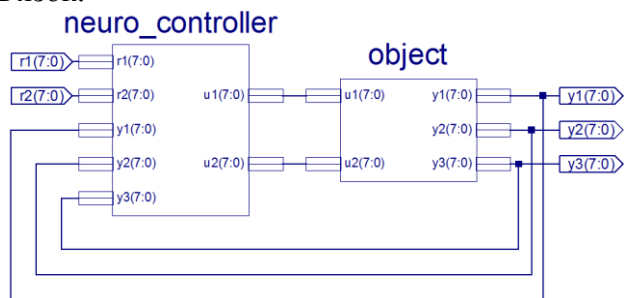 neuro_controller
object
r1(7:0) r1(7:0)
r2(7:0) r2(7:0) u1(7:0) u1(7:0) y1(7:0) y1(7:0)
y1(7:0) y2(7:0) y2(7:0)
y2(7:0) u2(7:0) u2(7:0) y3(7:0) y3(7:0)
y3(7:0)